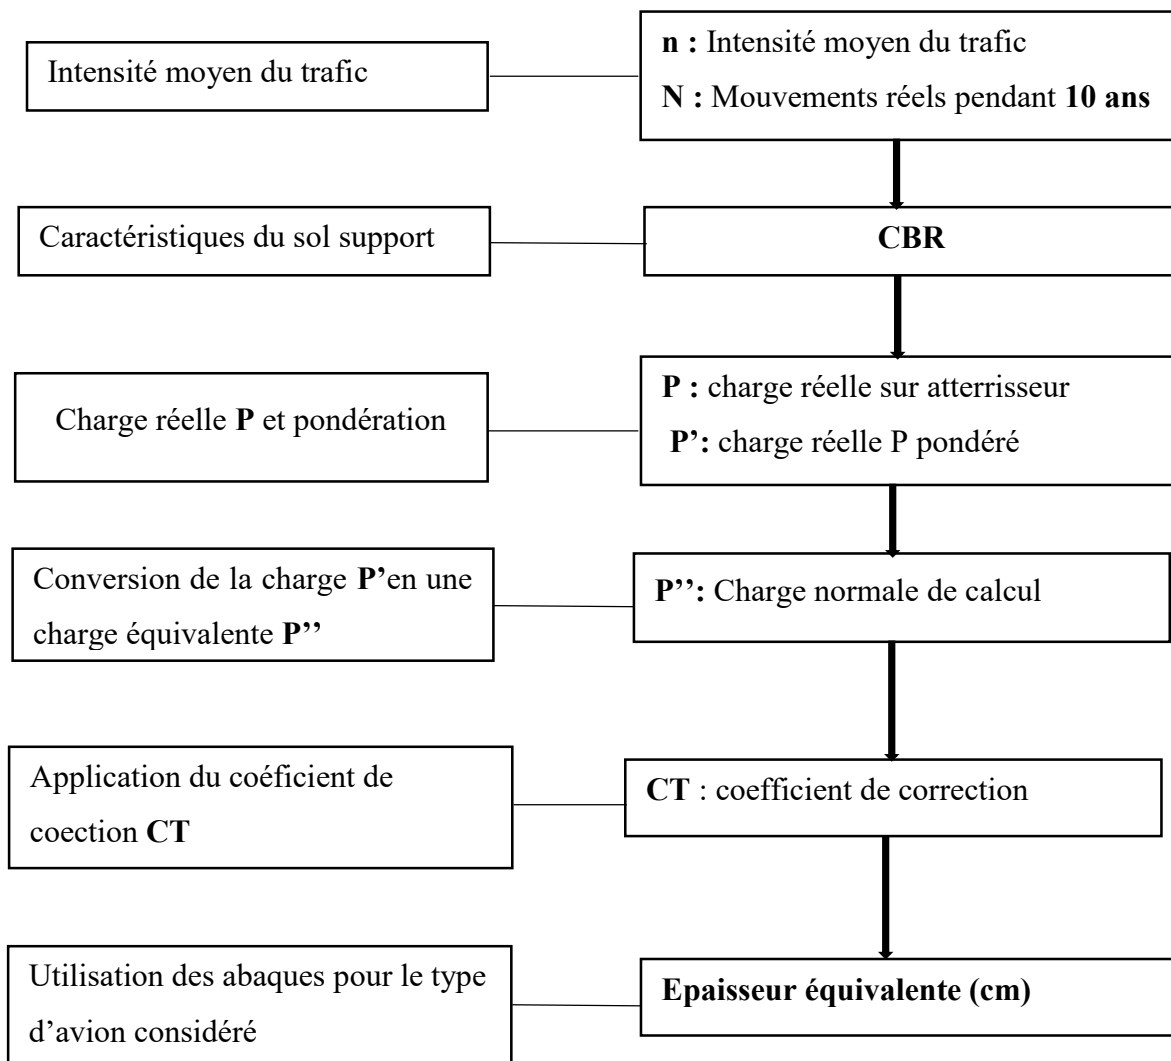 Intensité moyen du trafic
n : Intensité moyen du trafic
N : Mouvements réels pendant 10 ans
Caractéristiques du sol support
CBR
Charge réelle P et pondération
P : charge réelle sur atterrisseur
P’: charge réelle P pondéré
Conversion de la charge P’en une
charge équivalente P’’
P’’: Charge normale de calcul
Application du coéficient de
coection CT
CT : coefficient de correction
Utilisation des abaques pour le type
d’avion considéré
Epaisseur équivalente (cm)